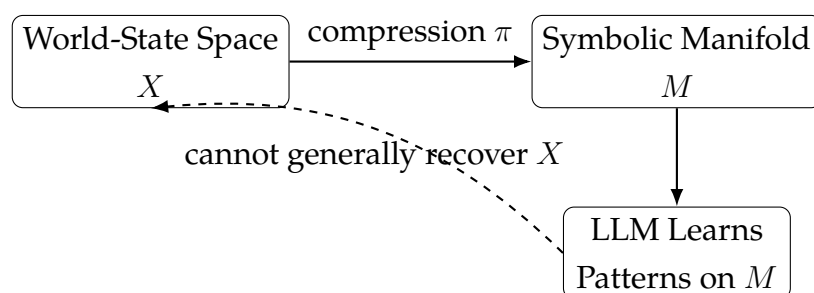 World-State Space
X
compression π
Symbolic Manifold
M
cannot generally recover X
LLM Learns
Patterns on M